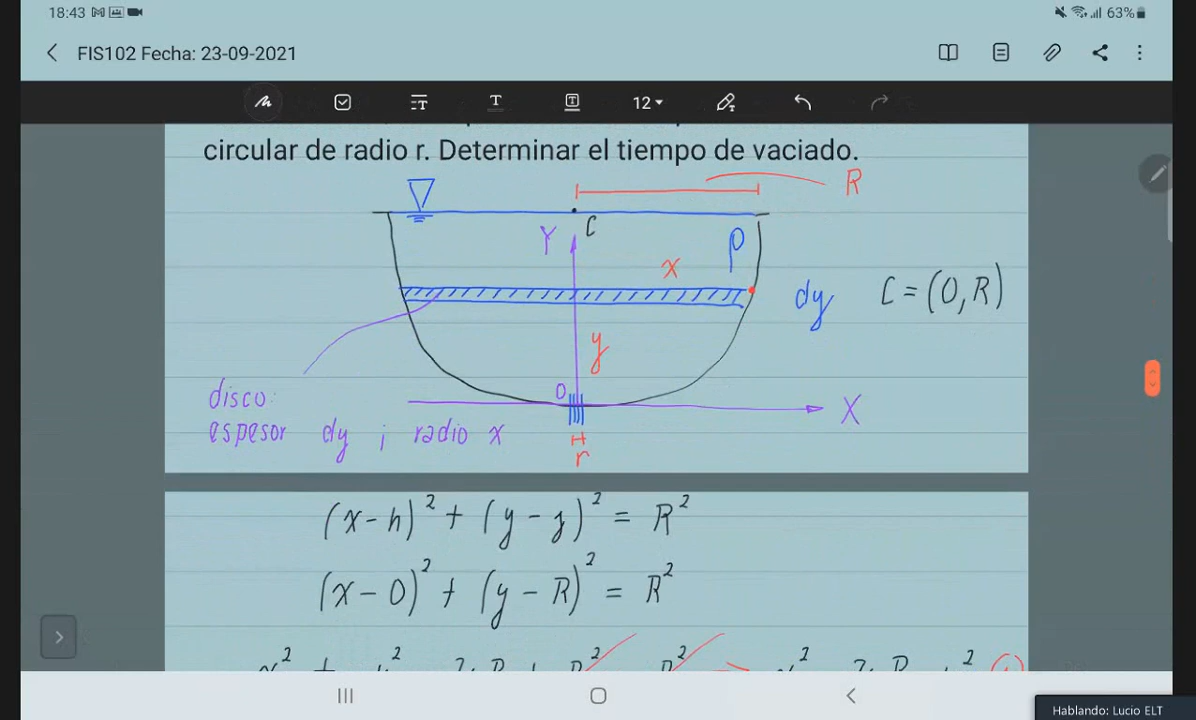 18:43
63%
FIS102 Fecha: 23-09-2021
T T T 12
circular de radio r. Determinar el tiempo de vaciado.
R
C
Y
ρ
x
dy
C = (0, R)
y
0
disco:
espesor dy ; radio x
X
r
(x - h)² + (y - z)² = R²
(x - 0)² + (y - R)² = R²
Hablando: Lucio ELT